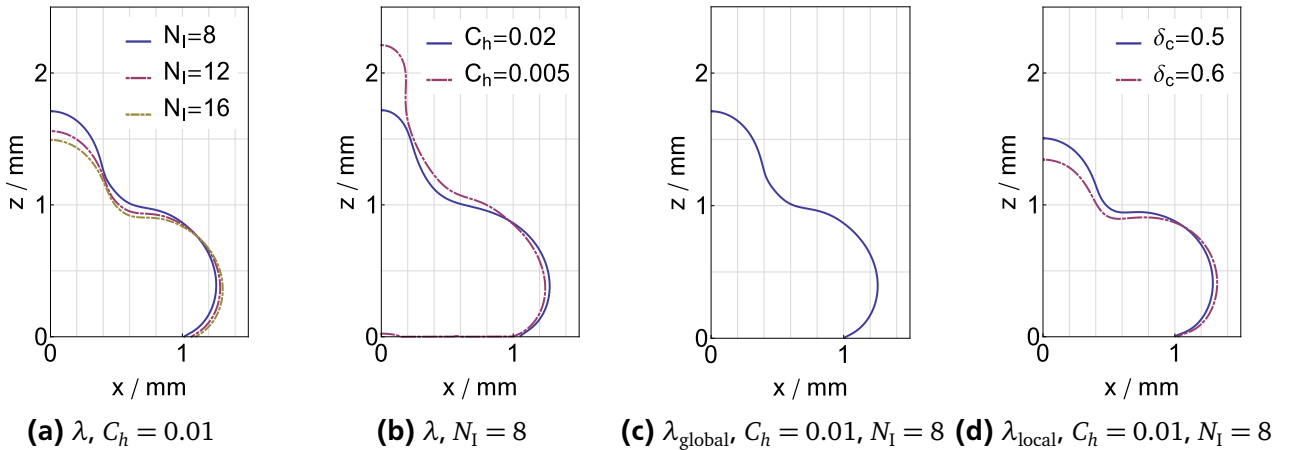 N_I=8
N_I=12
N_I=16
2
1
0
0
1
z / mm
x / mm
(a) λ, C_h = 0.01
C_h=0.02
C_h=0.005
2
1
0
0
1
z / mm
x / mm
(b) λ, N_I = 8
2
1
0
0
1
z / mm
x / mm
(c) λ_global, C_h = 0.01, N_I = 8
δ_c=0.5
δ_c=0.6
2
1
0
0
1
z / mm
x / mm
(d) λ_local, C_h = 0.01, N_I = 8